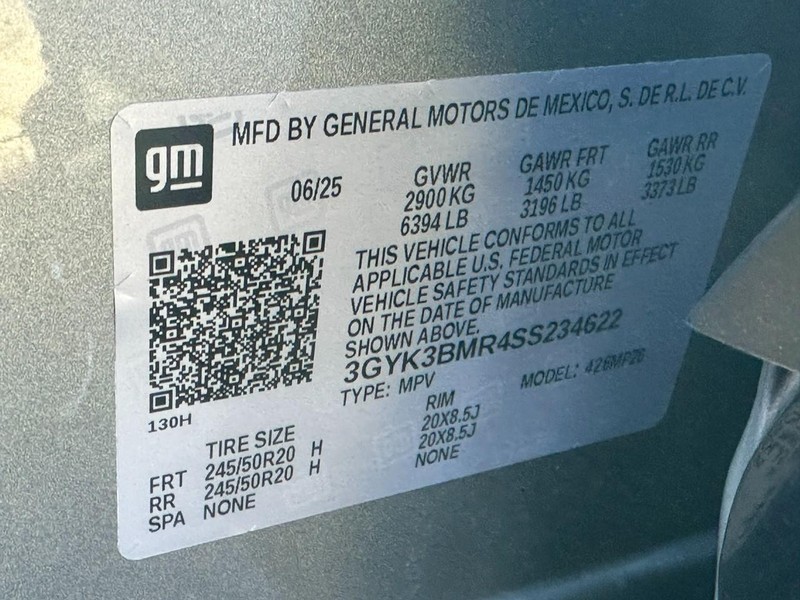 gm
MFD BY GENERAL MOTORS DE MEXICO, S. DE R.L. DE C.V.
06/25
GVWR GAWR FRT GAWR RR
2900KG 1450 KG 1530 KG
6394 LB 3196 LB 3373 LB
THIS VEHICLE CONFORMS TO ALL
APPLICABLE U.S. FEDERAL MOTOR
VEHICLE SAFETY STANDARDS IN EFFECT
ON THE DATE OF MANUFACTURE
SHOWN ABOVE.
3GYK3BMR4SS234622
TYPE: MPV MODEL: 426MP26
130H
TIRE SIZE RIM
FRT 245/50R20 H 20X8.5J
RR 245/50R20 H 20X8.5J
SPA NONE NONE